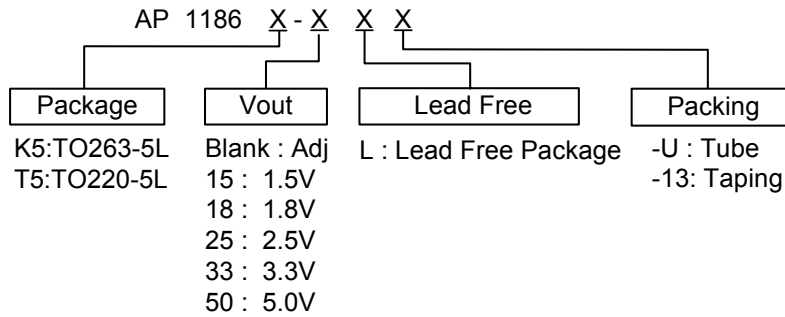 AP 1186 X - X X X
Package Vout Lead Free Packing
K5:TO263-5L Blank : Adj L : Lead Free Package -U : Tube
T5:TO220-5L 15 : 1.5V -13: Taping
18 : 1.8V
25 : 2.5V
33 : 3.3V
50 : 5.0V